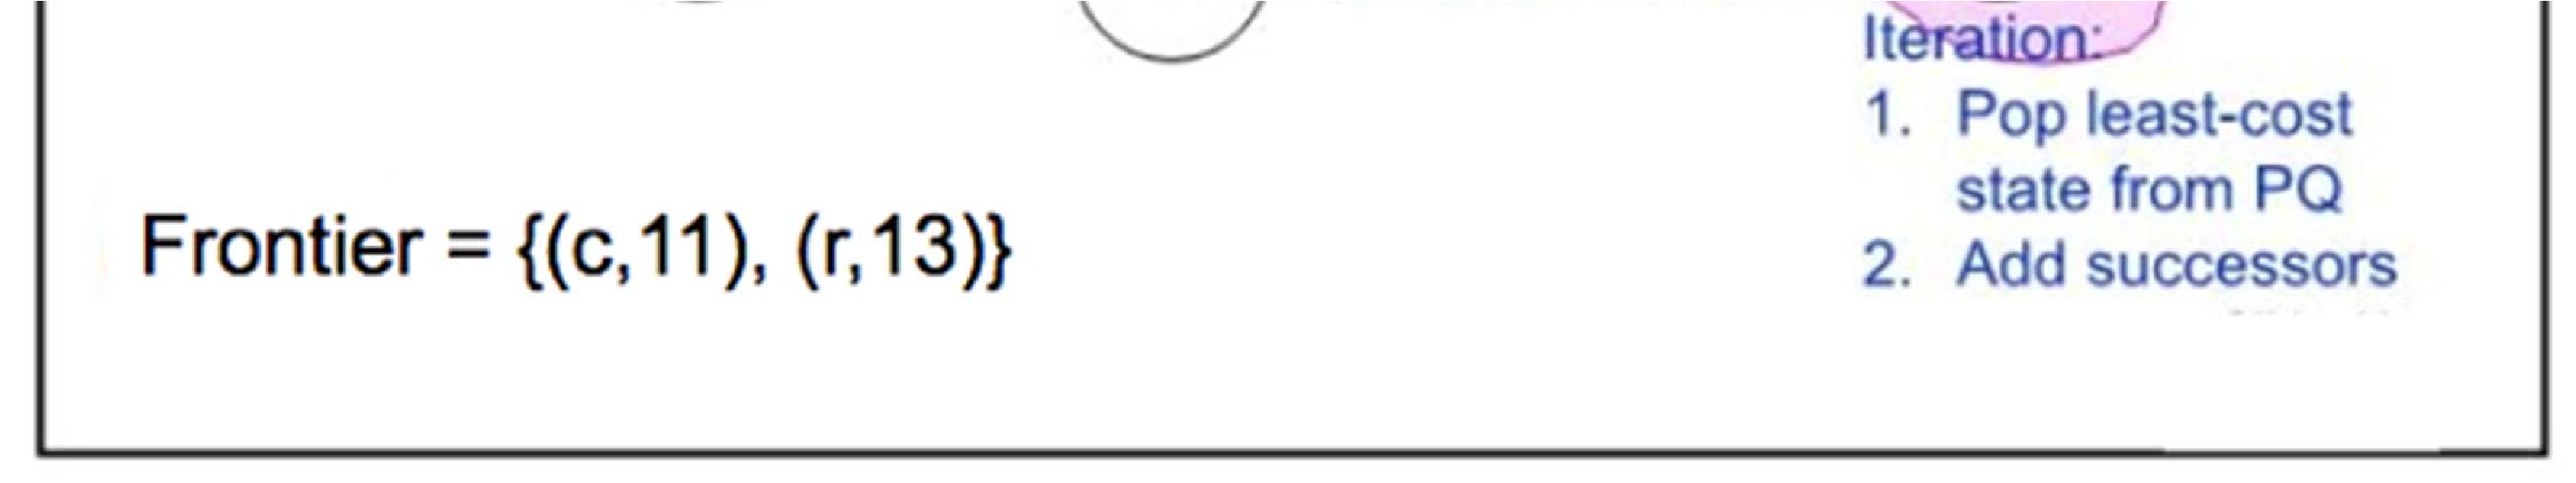 Iteration:
1. Pop least-cost
state from PQ
Frontier = {(c,11), (r,13)}
2. Add successors